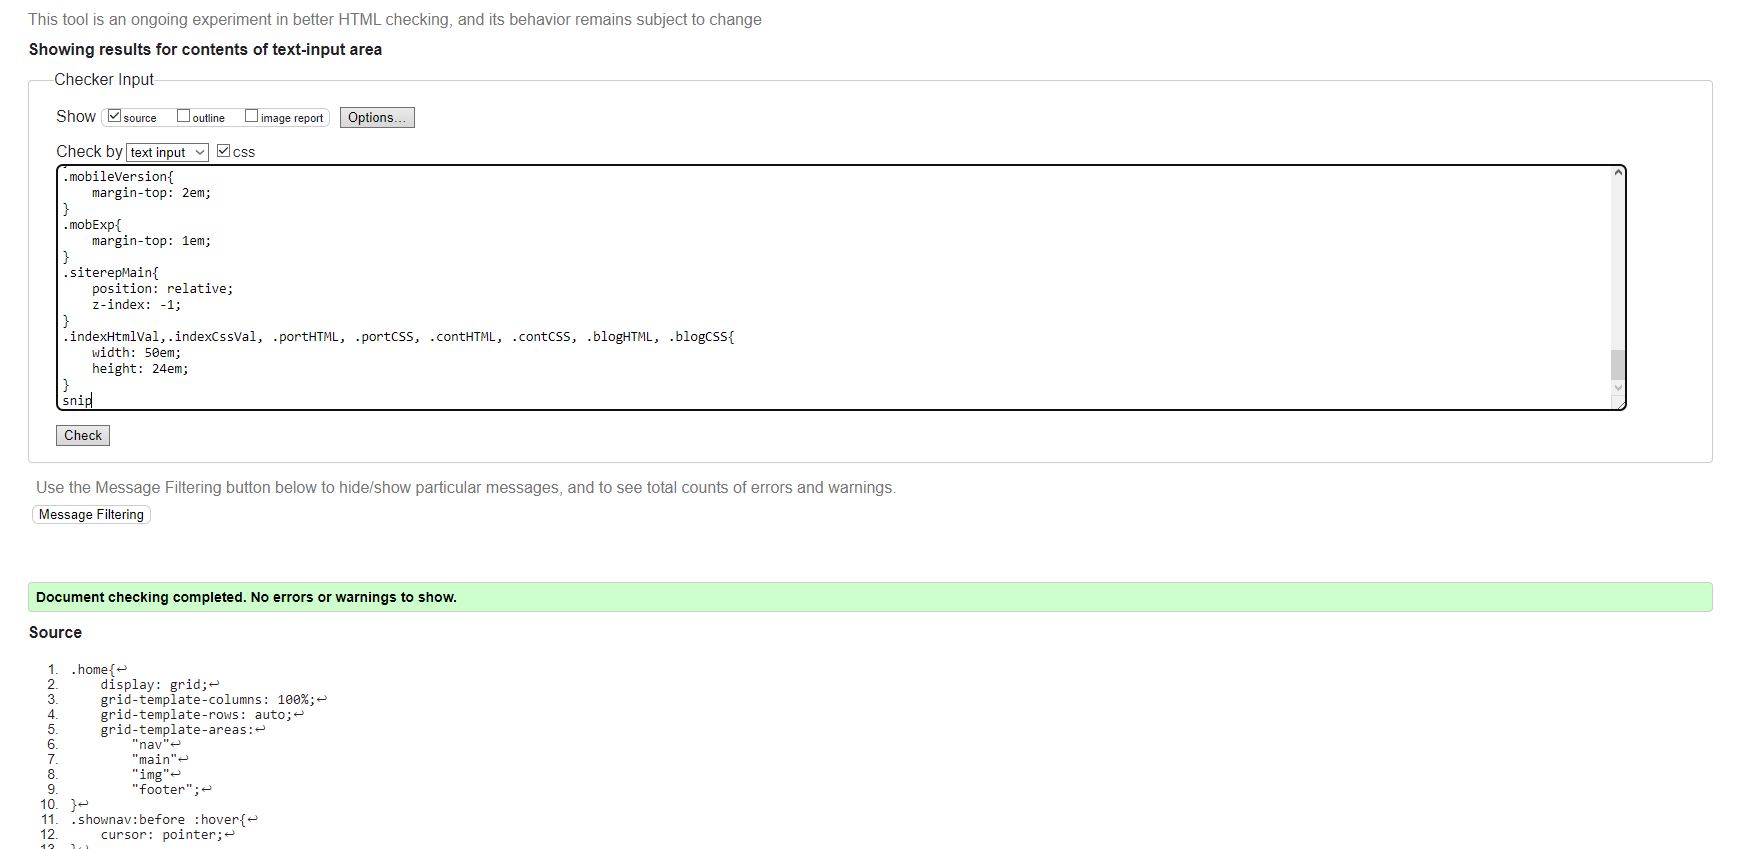 This tool is an ongoing experiment in better HTML checking, and its behavior remains subject to change
Showing results for contents of text-input area
Checker Input
Show source outline image report Options...
Check by text input css
.mobileVersion{
    margin-top: 2em;
}
.mobExp{
    margin-top: 1em;
}
.siterepMain{
    position: relative;
    z-index: -1;
}
.indexHtmlVal,.indexCssVal, .portHTML, .portCSS, .contHTML, .contCSS, .blogHTML, .blogCSS{
    width: 50em;
    height: 24em;
}
snip
Check
Use the Message Filtering button below to hide/show particular messages, and to see total counts of errors and warnings.
Message Filtering
Document checking completed. No errors or warnings to show.
Source
1. .home{↩
2.     display: grid;↩
3.     grid-template-columns: 100%;↩
4.     grid-template-rows: auto;↩
5.     grid-template-areas:↩
6.         "nav"↩
7.         "main"↩
8.         "img"↩
9.         "footer";↩
10. }↩
11. .shownav:before :hover{↩
12.     cursor: pointer;↩